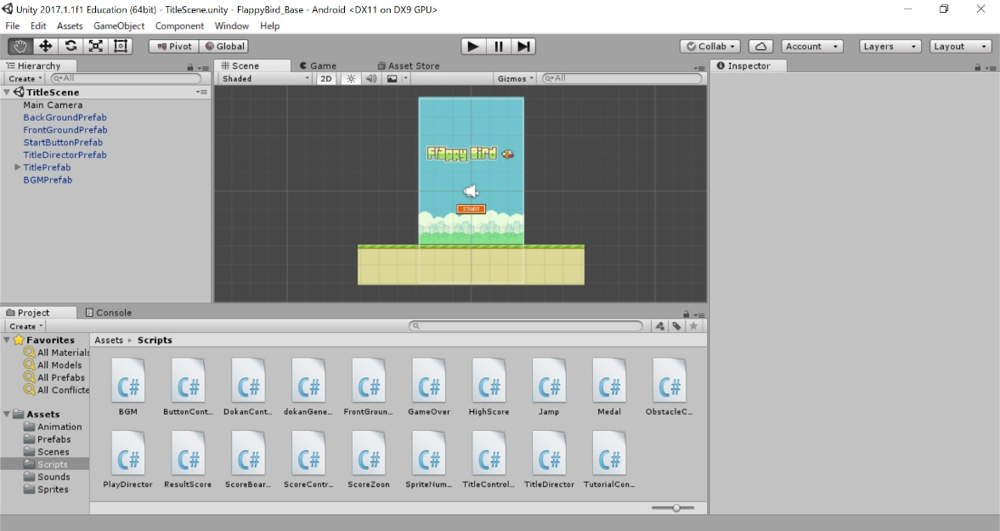 Unity 2017.1.1f1 Education (64bit) - TitleScene.unity - FlappyBird_Base - Android <DX11 on DX9 GPU>
File Edit Assets GameObject Component Window Help
Pivot Global Collab Account Layers Layout
Hierarchy
Create All
TitleScene
Main Camera
BackGroundPrefab
FrontGroundPrefab
StartButtonPrefab
TitleDirectorPrefab
TitlePrefab
BGMPrefab
Scene Game Asset Store
Shaded 2D Gizmos All
Flappy Bird
START
Inspector
Project Console
Create
Favorites
All Materials
All Models
All Prefabs
All Conflicte
Assets
Animation
Prefabs
Scenes
Scripts
Sounds
Sprites
Assets Scripts
C# C# C# C# C# C# C# C# C# C#
BGM ButtonCont... DokanCont... dokanGene... FrontGroun... GameOver HighScore Jamp Medal ObstacleC...
C# C# C# C# C# C# C# C# C#
PlayDirector ResultScore ScoreBoar... ScoreContr... ScoreZoon SpriteNum... TitleControl... TitleDirector TutorialCon...